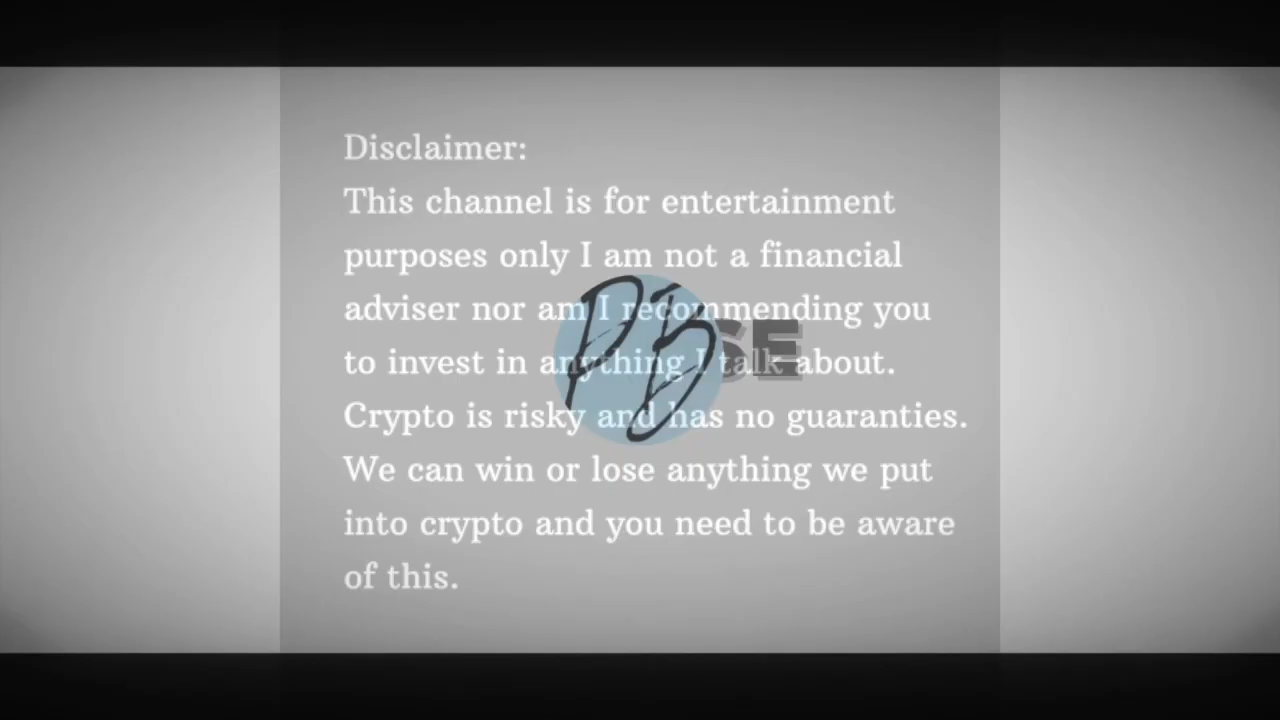 Disclaimer:
This channel is for entertainment
purposes only I am not a financial
adviser nor am I recommending you
to invest in anything I talk about.
Crypto is risky and has no guaranties.
We can win or lose anything we put
into crypto and you need to be aware
of this.
PB
SE